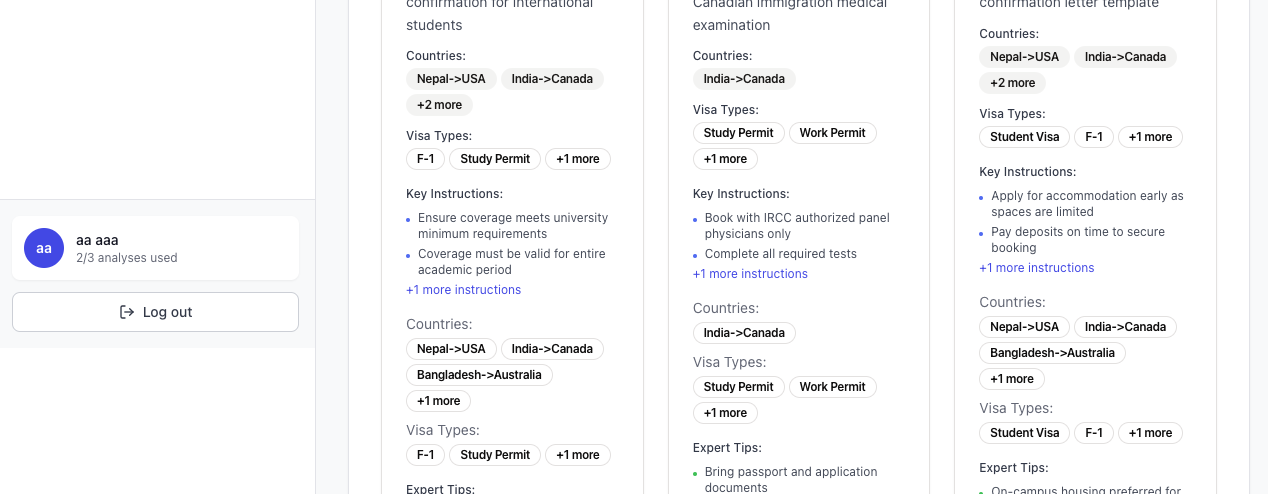 aa
aa aaa
2/3 analyses used
Log out
confirmation for international
students
Countries:
Nepal->USA India->Canada
+2 more
Visa Types:
F-1 Study Permit +1 more
Key Instructions:
Ensure coverage meets university
minimum requirements
Coverage must be valid for entire
academic period
+1 more instructions
Countries:
Nepal->USA India->Canada
Bangladesh->Australia
+1 more
Visa Types:
F-1 Study Permit +1 more
Expert Tips:
Canadian immigration medical
examination
Countries:
India->Canada
Visa Types:
Study Permit Work Permit
+1 more
Key Instructions:
Book with IRCC authorized panel
physicians only
Complete all required tests
+1 more instructions
Countries:
India->Canada
Visa Types:
Study Permit Work Permit
+1 more
Expert Tips:
Bring passport and application
documents
confirmation letter template
Countries:
Nepal->USA India->Canada
+2 more
Visa Types:
Student Visa F-1 +1 more
Key Instructions:
Apply for accommodation early as
spaces are limited
Pay deposits on time to secure
booking
+1 more instructions
Countries:
Nepal->USA India->Canada
Bangladesh->Australia
+1 more
Visa Types:
Student Visa F-1 +1 more
Expert Tips:
On-campus housing preferred for